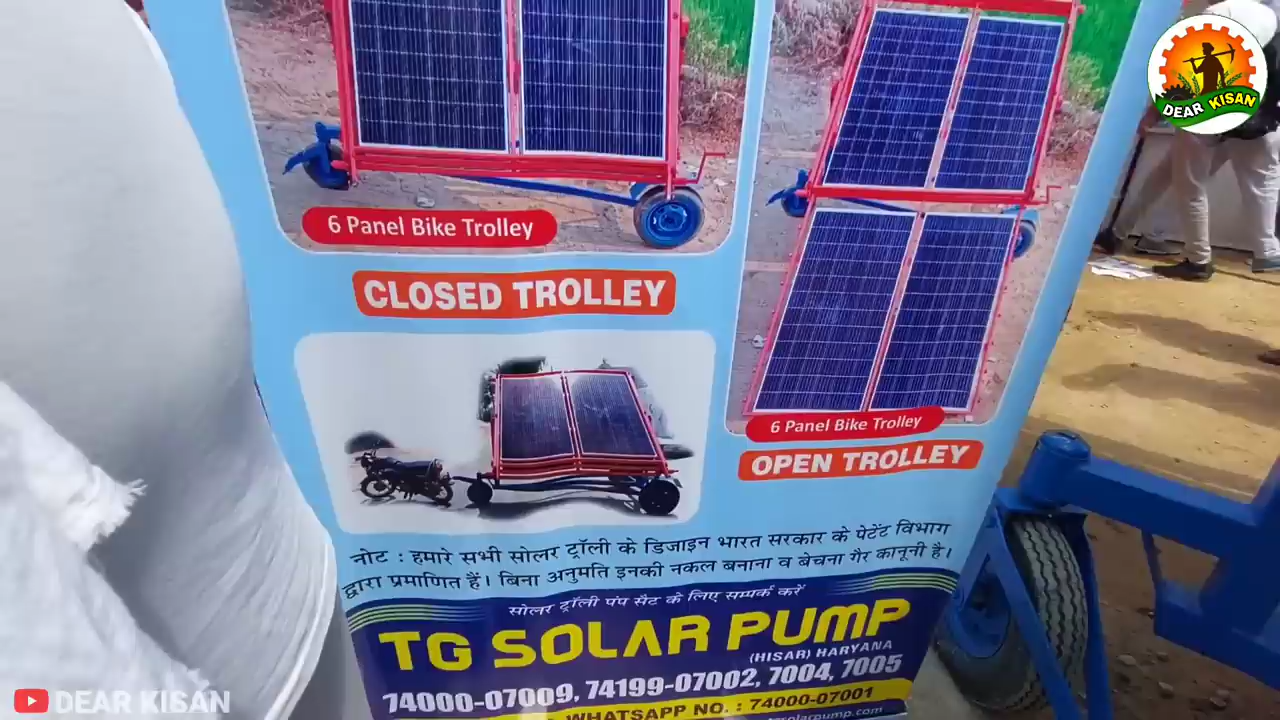 DEAR KISAN
6 Panel Bike Trolley
CLOSED TROLLEY
6 Panel Bike Trolley
OPEN TROLLEY
नोट : हमारे सभी सोलर ट्रॉली के डिजाइन भारत सरकार के पेटेंट विभाग
द्वारा प्रमाणित हैं। बिना अनुमति इनकी नकल बनाना व बेचना गैर कानूनी है।
सोलर ट्रॉली पंप सैट के लिए सम्पर्क करें
TG SOLAR PUMP
(HISAR) HARYANA
74000-07009, 74199-07002, 7004, 7005
WHATSAPP NO. : 74000-07001
solarpump.com
DEAR KISAN